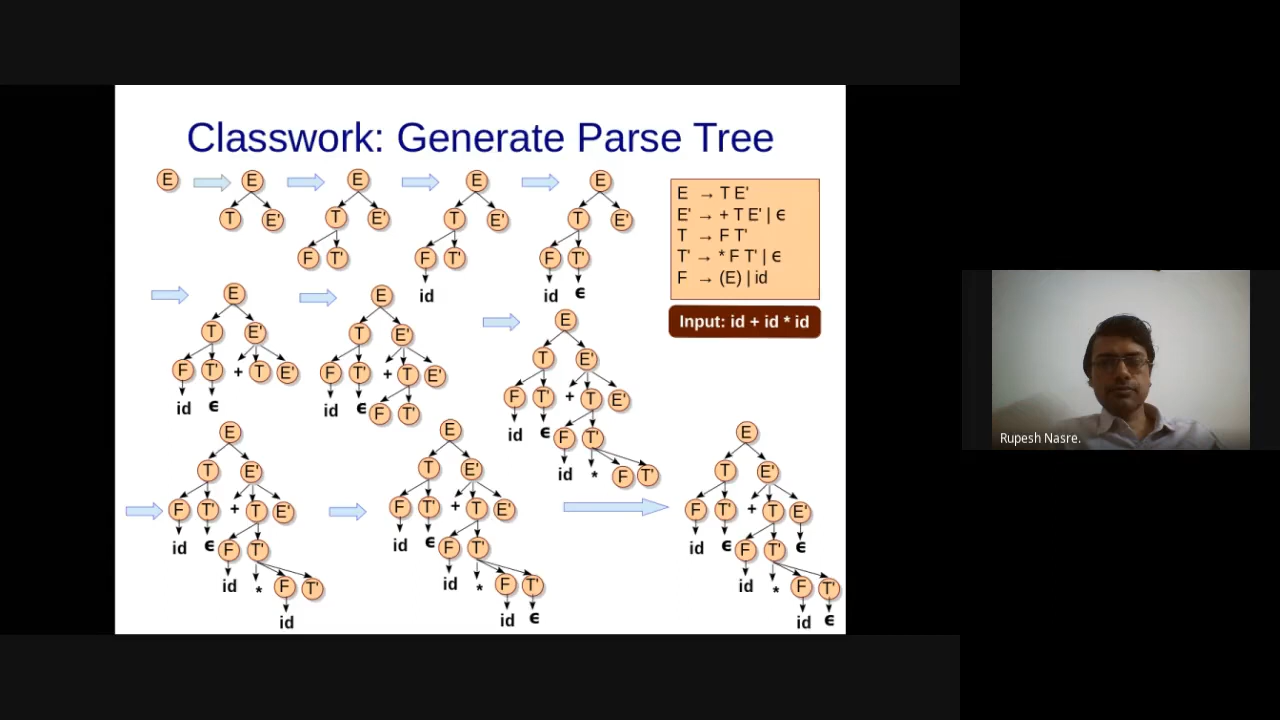 Classwork: Generate Parse Tree
E E E E E
T E' T E' T E' T E'
F T' F T' F T'
id id ϵ
E → T E'
E' → + T E' | ϵ
T → F T'
T' → * F T' | ϵ
F → (E) | id
Input: id + id * id
E E E
T E' T E' T E'
F T' + T E' F T' + T E' F T' + T E'
id ϵ id ϵ F T' id ϵ F T'
id * F T'
E E E
T E' T E' T E'
F T' + T E' F T' + T E' F T' + T E'
id ϵ F T' id ϵ F T' id ϵ F T' ϵ
id * F T' id * F T' id * F T'
id id ϵ id ϵ
Rupesh Nasre.